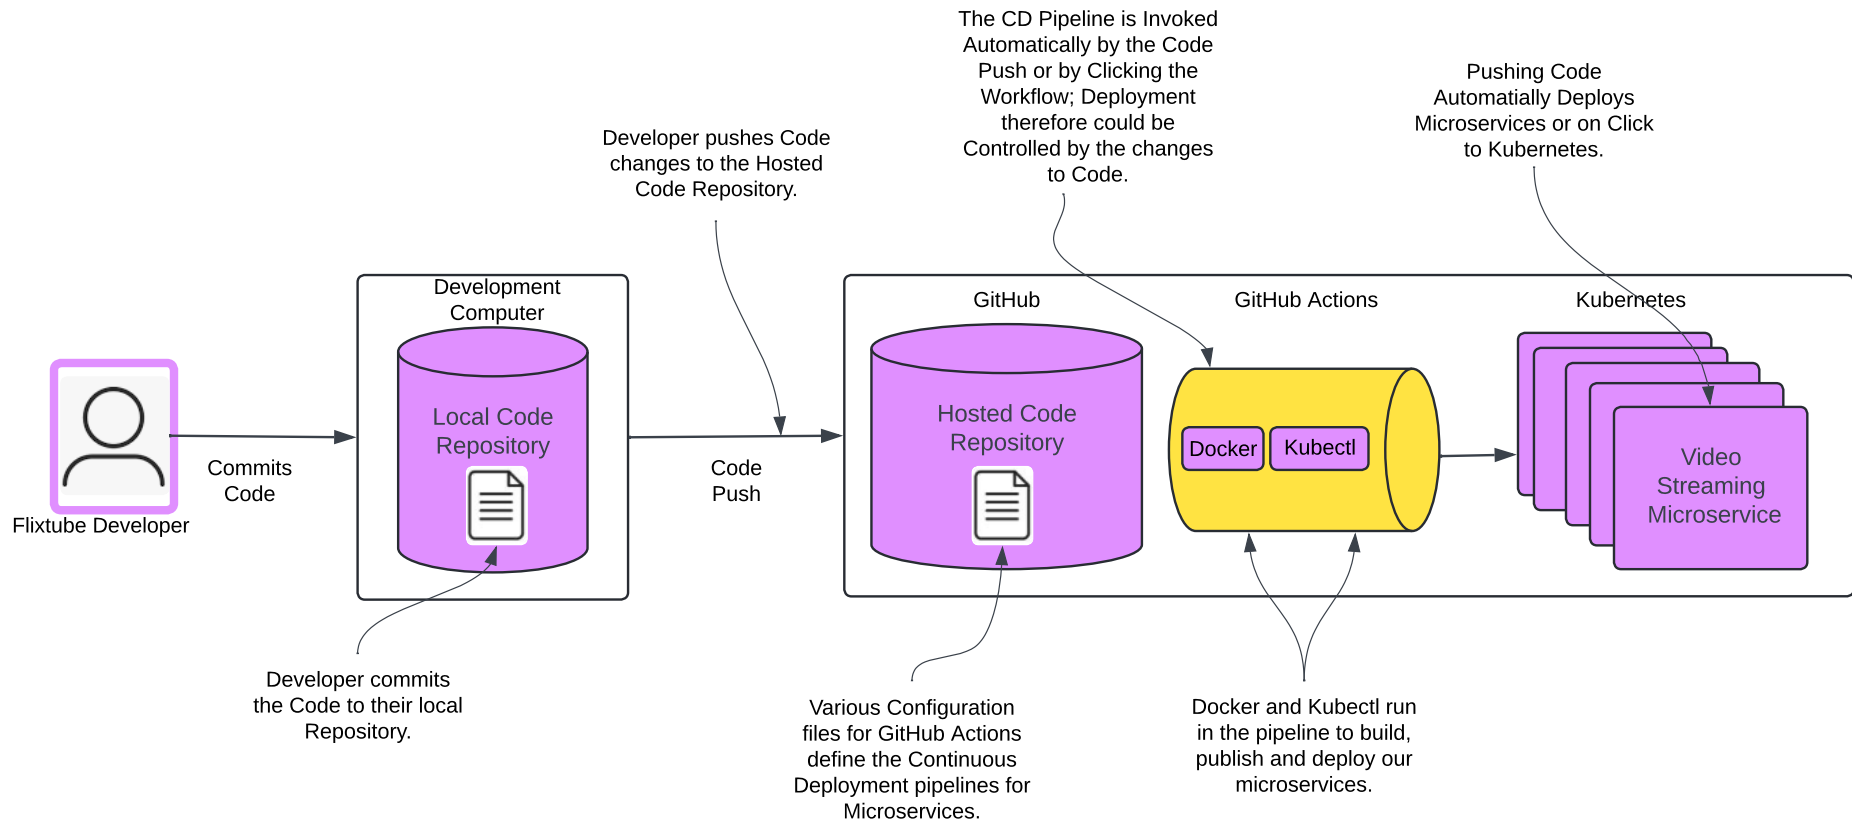 The CD Pipeline is Invoked
Automatically by the Code
Push or by Clicking the
Workflow; Deployment
therefore could be
Controlled by the changes
to Code.
Pushing Code
Automatially Deploys
Microservices or on Click
to Kubernetes.
Developer pushes Code
changes to the Hosted
Code Repository.
Development
Computer
GitHub
GitHub Actions
Kubernetes
Local Code
Repository
Hosted Code
Repository
Docker
Kubectl
Video
Streaming
Microservice
Commits
Code
Code
Push
Flixtube Developer
Developer commits
the Code to their local
Repository.
Various Configuration
files for GitHub Actions
define the Continuous
Deployment pipelines for
Microservices.
Docker and Kubectl run
in the pipeline to build,
publish and deploy our
microservices.